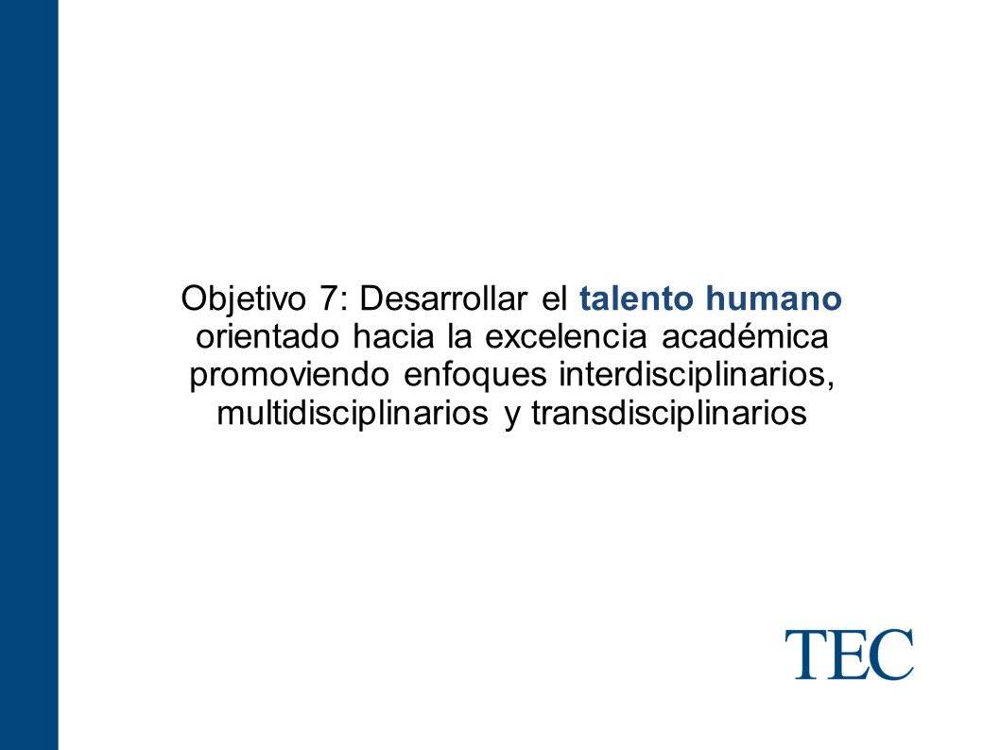 Objetivo 7: Desarrollar el talento humano
orientado hacia la excelencia académica
promoviendo enfoques interdisciplinarios,
multidisciplinarios y transdisciplinarios
TEC